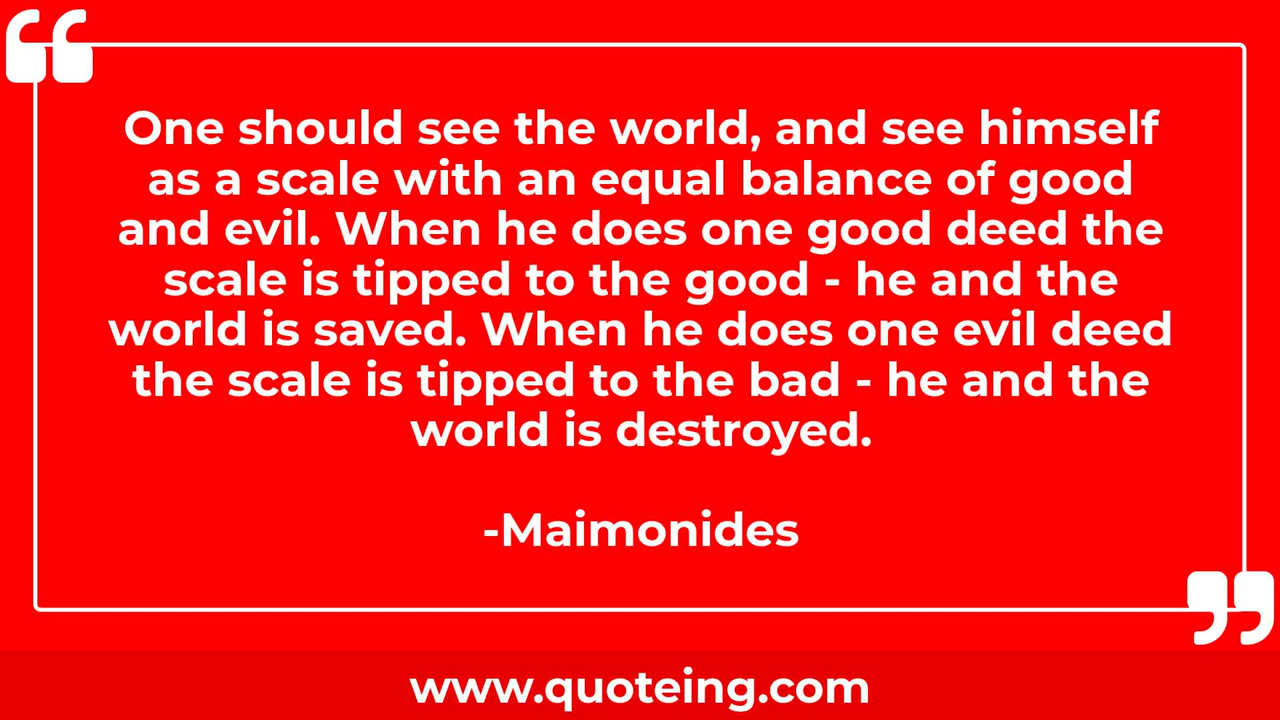 One should see the world, and see himself
as a scale with an equal balance of good
and evil. When he does one good deed the
scale is tipped to the good - he and the
world is saved. When he does one evil deed
the scale is tipped to the bad - he and the
world is destroyed.
-Maimonides
www.quoteing.com